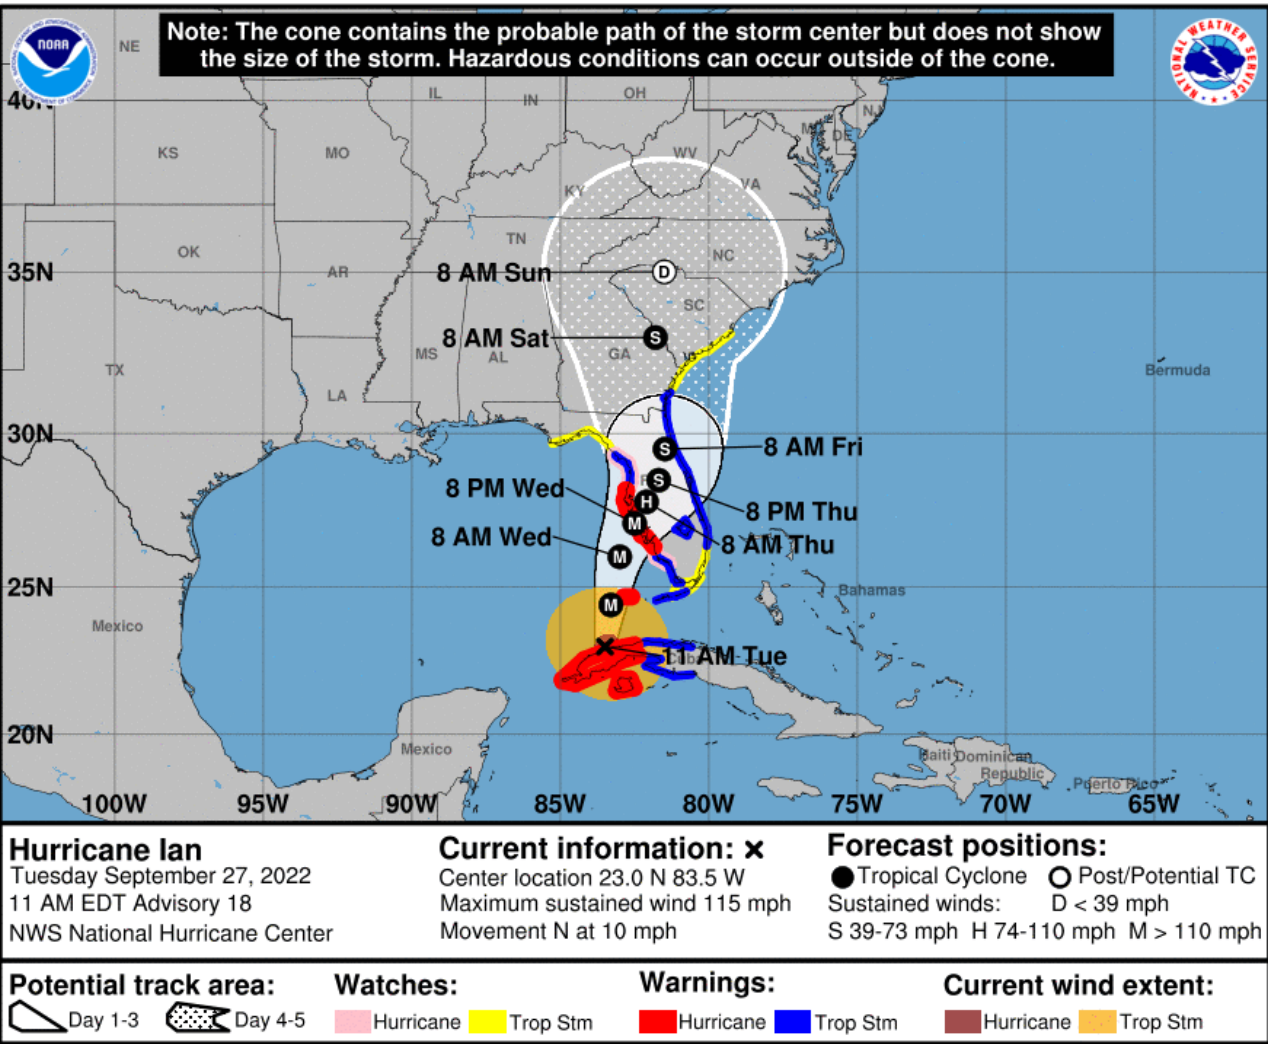 Note: The cone contains the probable path of the storm center but does not show
the size of the storm. Hazardous conditions can occur outside of the cone.
NOAA
NATIONAL WEATHER SERVICE
NE
IL
IN
OH
NJ
DE
40N
KS
MO
WV
KY
VA
OK
TN
NC
35N
AR
8 AM Sun
D
SC
8 AM Sat
S
MS
AL
GA
TX
Bermuda
LA
30N
S
8 AM Fri
8 PM Wed
S
H
8 PM Thu
M
8 AM Wed
8 AM Thu
M
25N
M
Bahamas
Mexico
11 AM Tue
Cuba
20N
Mexico
Haiti
Dominican
Republic
Puerto Rico
100W 95W 90W 85W 80W 75W 70W 65W
Hurricane Ian
Tuesday September 27, 2022
11 AM EDT Advisory 18
NWS National Hurricane Center
Current information: ×
Center location 23.0 N 83.5 W
Maximum sustained wind 115 mph
Movement N at 10 mph
Forecast positions:
Tropical Cyclone Post/Potential TC
Sustained winds: D < 39 mph
S 39-73 mph H 74-110 mph M > 110 mph
Potential track area:
Day 1-3 Day 4-5
Watches:
Hurricane Trop Stm
Warnings:
Hurricane Trop Stm
Current wind extent:
Hurricane Trop Stm